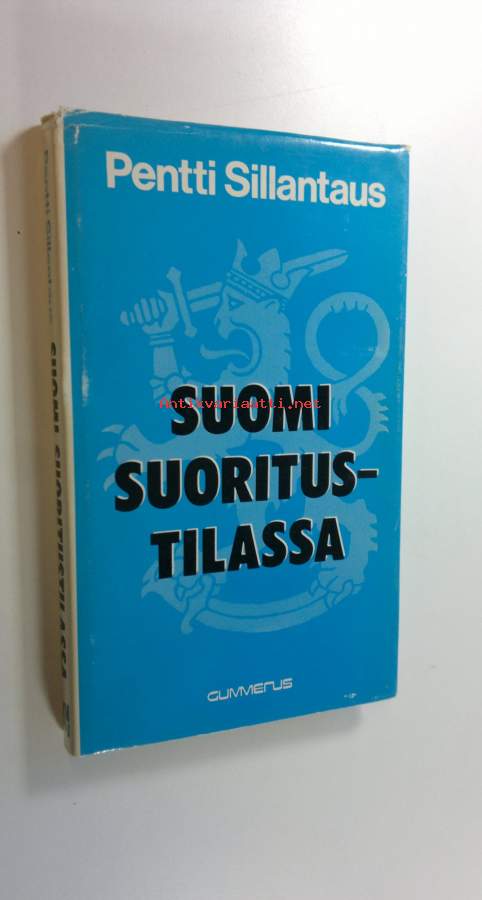 Pentti Sillantaus
SUOMI
antikvariaatti.net
SUORITUS-
TILASSA
GUMMERUS
Pentti Sillantaus SUOMI SUORITUSTILASSA